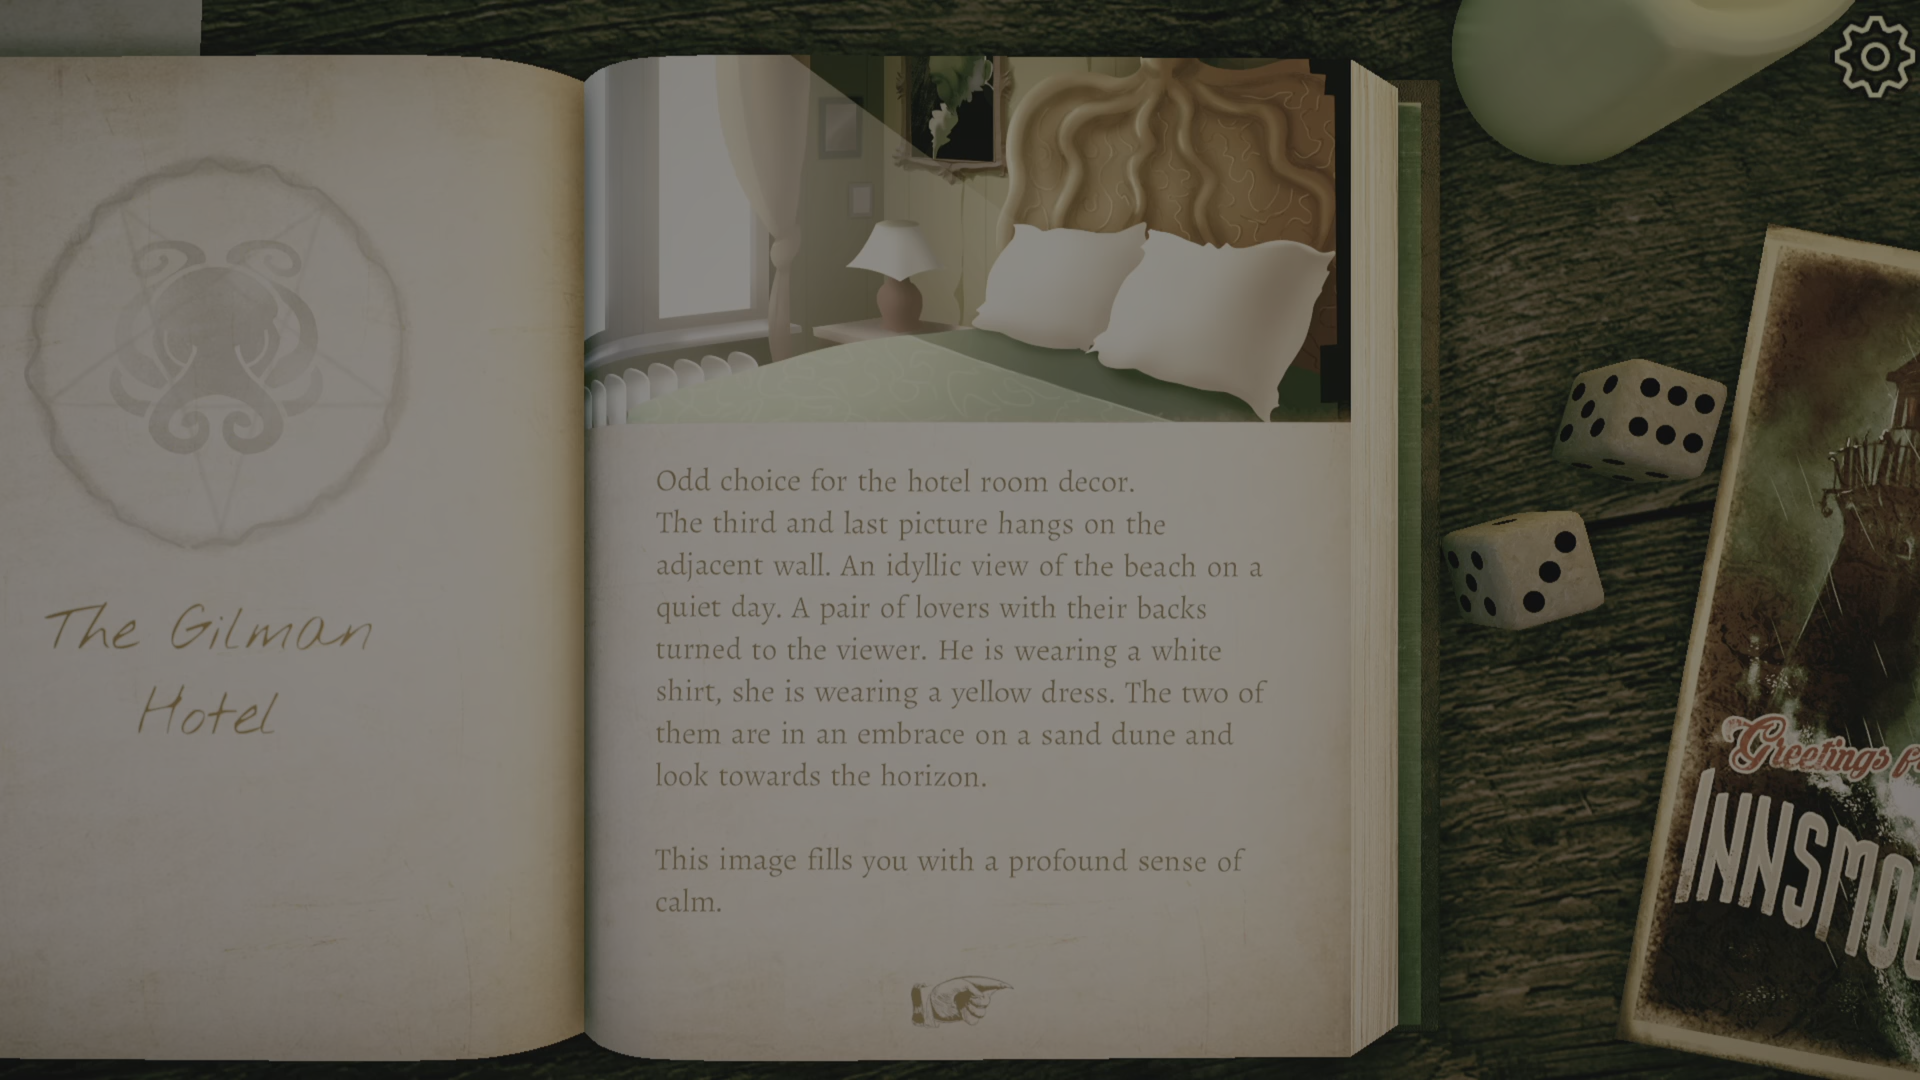 The Gilman
Hotel
Odd choice for the hotel room decor.
The third and last picture hangs on the
adjacent wall. An idyllic view of the beach on a
quiet day. A pair of lovers with their backs
turned to the viewer. He is wearing a white
shirt, she is wearing a yellow dress. The two of
them are in an embrace on a sand dune and
look towards the horizon.
This image fills you with a profound sense of
calm.
Greetings